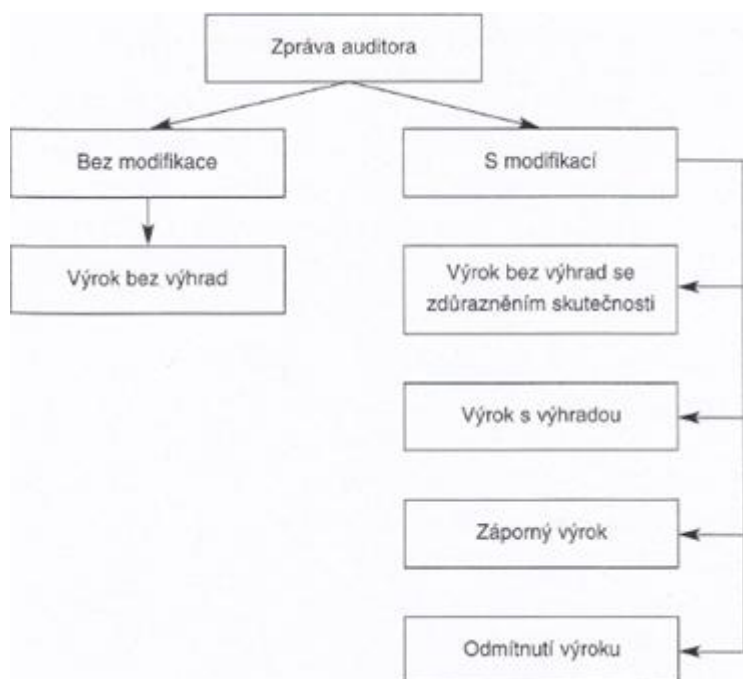 Zpráva auditora
Bez modifikace
S modifikací
Výrok bez výhrad
Výrok bez výhrad se
zdůrazněním skutečnosti
Výrok s výhradou
Záporný výrok
Odmítnutí výroku